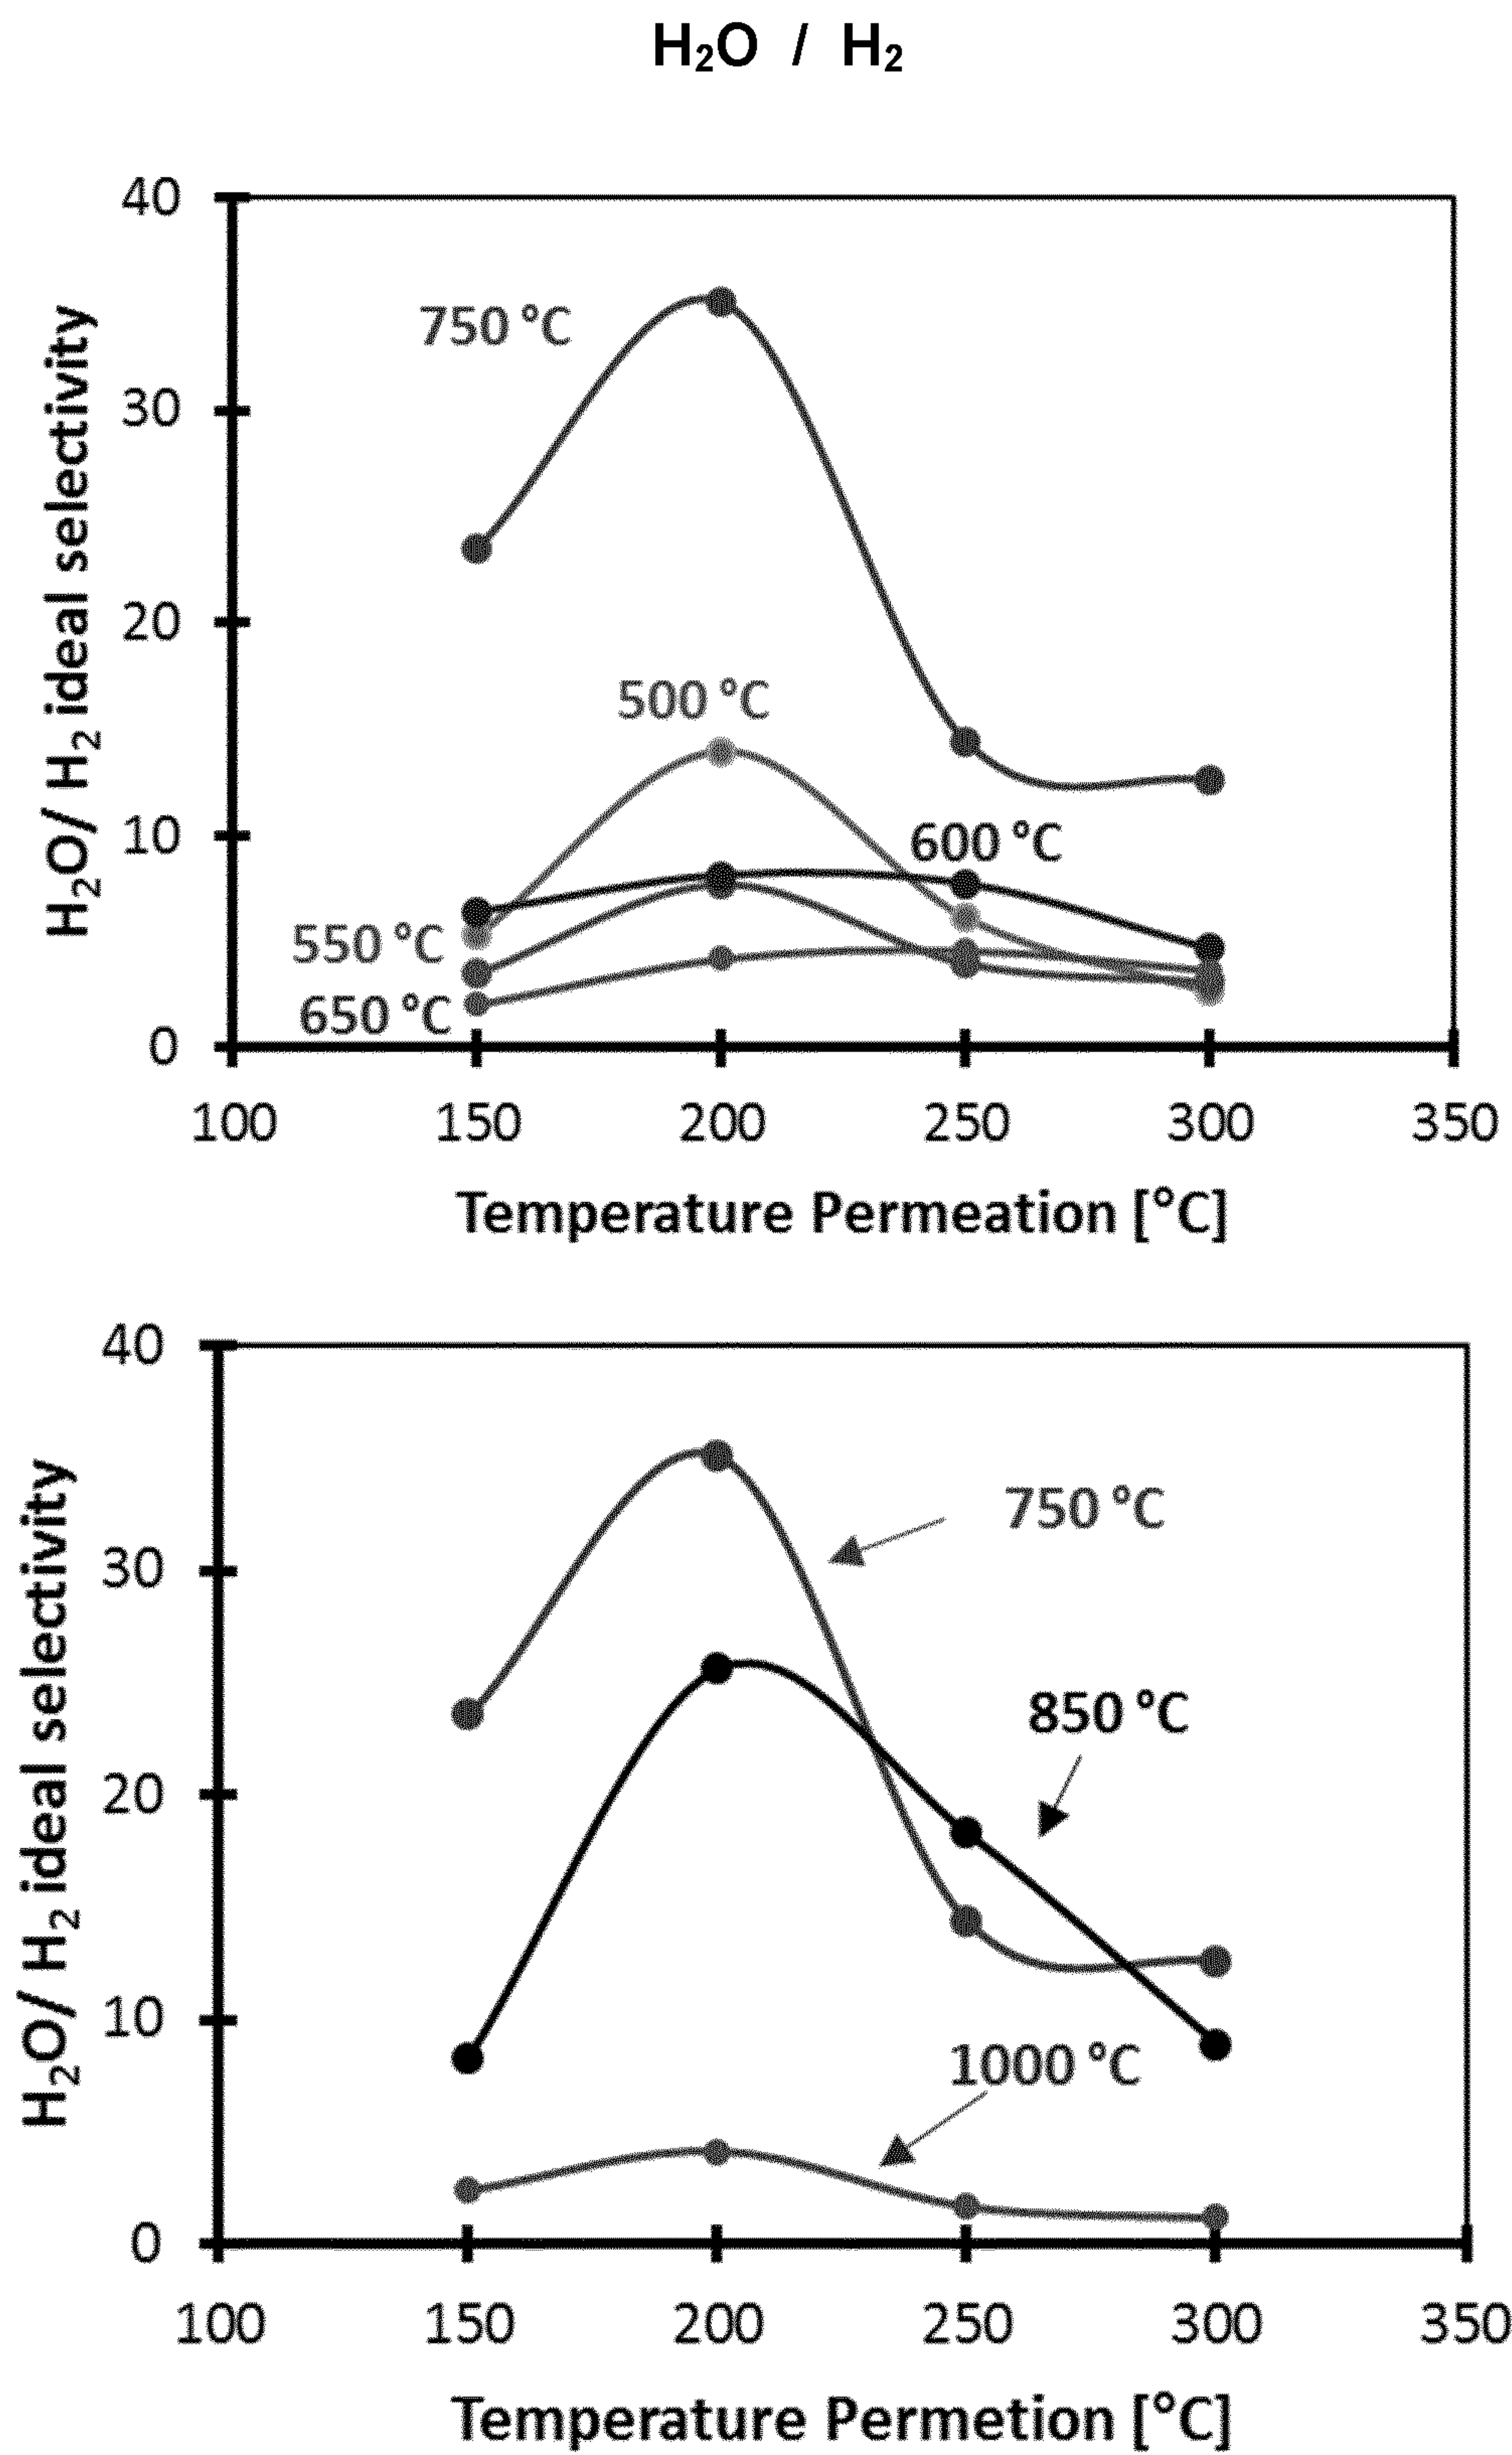 H₂O / H₂
40
30
20
10
0
H₂O/ H₂ ideal selectivity
750 °C
500 °C
600 °C
550 °C
650 °C
100 150 200 250 300 350
Temperature Permeation [°C]
40
30
20
10
0
H₂O/ H₂ ideal selectivity
750 °C
850 °C
1000 °C
100 150 200 250 300 350
Temperature Permetion [°C]